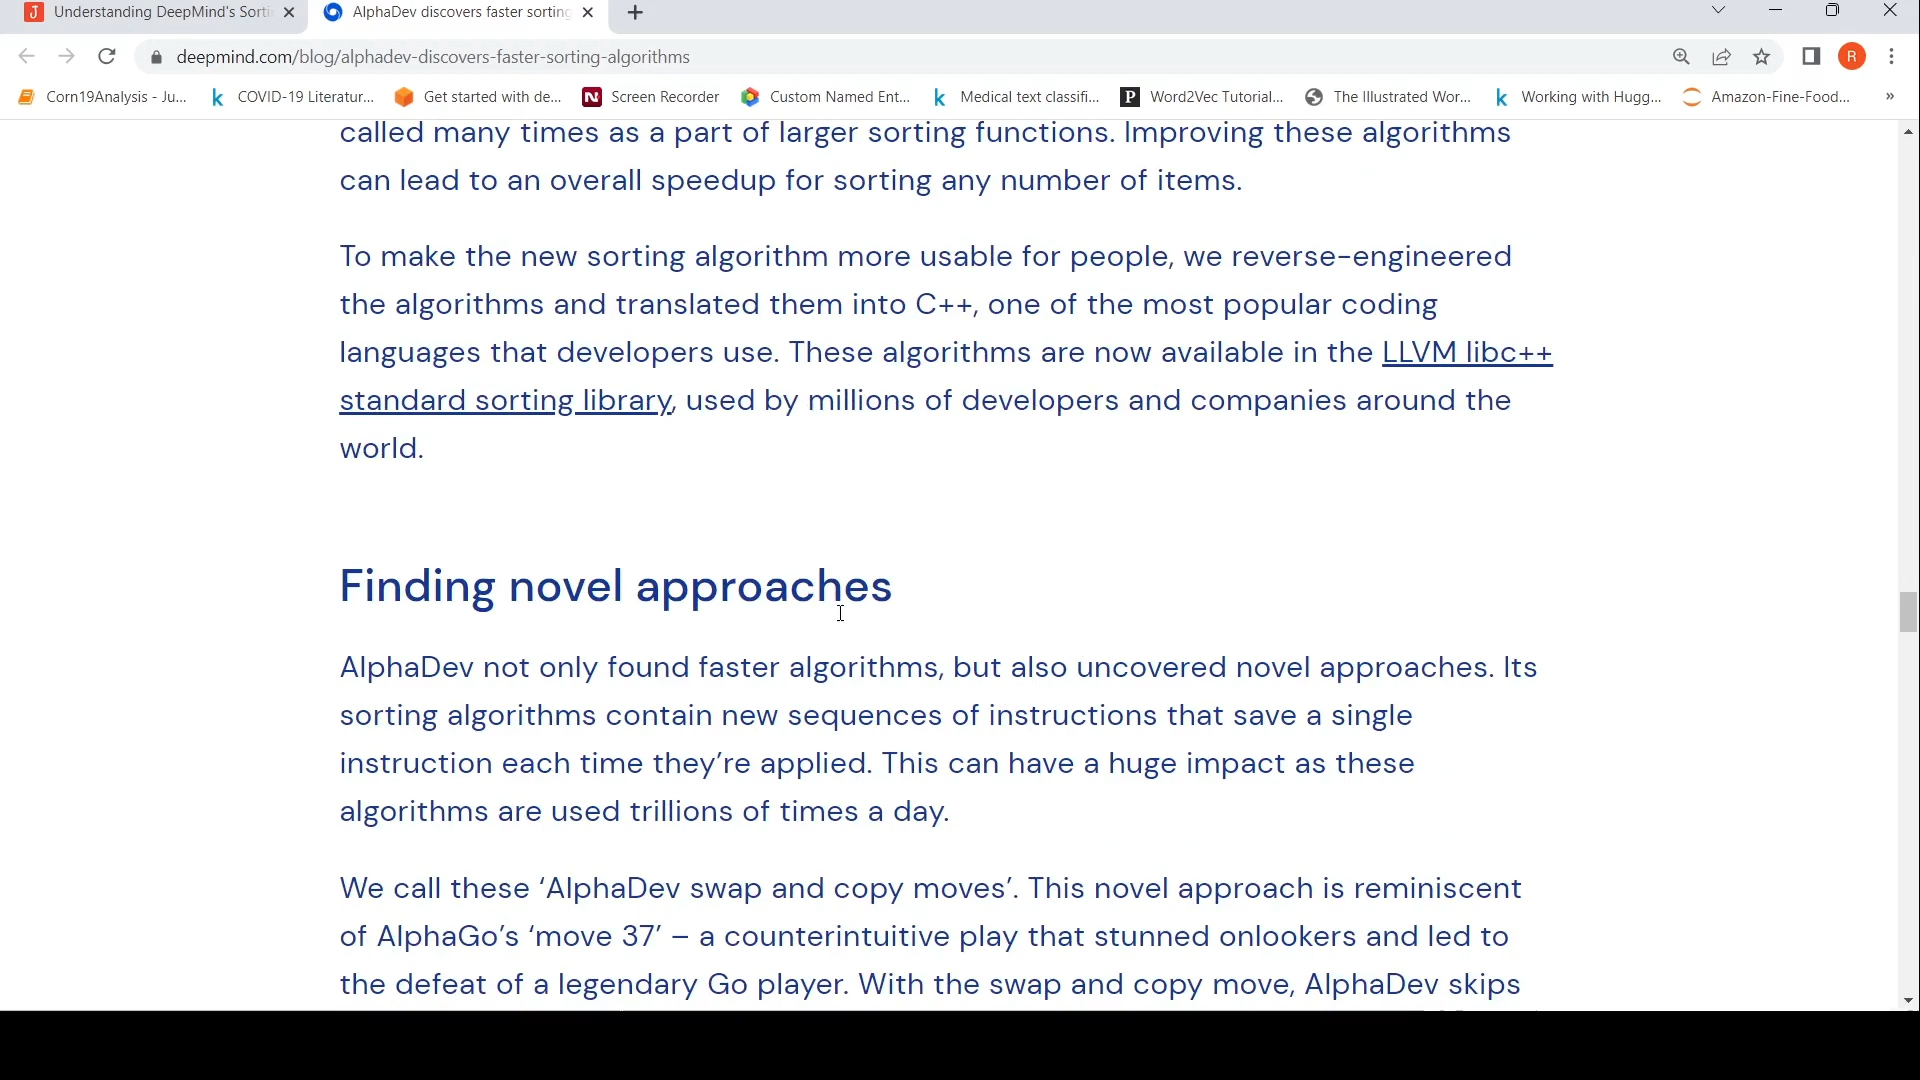 Understanding DeepMind's Sorti
AlphaDev discovers faster sorting
deepmind.com/blog/alphadev-discovers-faster-sorting-algorithms
R
Corn19Analysis - Ju...
COVID-19 Literatur...
Get started with de...
Screen Recorder
Custom Named Ent...
Medical text classifi...
Word2Vec Tutorial...
The Illustrated Wor...
Working with Hugg...
Amazon-Fine-Food...
»
called many times as a part of larger sorting functions. Improving these algorithms
can lead to an overall speedup for sorting any number of items.
To make the new sorting algorithm more usable for people, we reverse-engineered
the algorithms and translated them into C++, one of the most popular coding
languages that developers use. These algorithms are now available in the LLVM libc++
standard sorting library, used by millions of developers and companies around the
world.
Finding novel approaches
AlphaDev not only found faster algorithms, but also uncovered novel approaches. Its
sorting algorithms contain new sequences of instructions that save a single
instruction each time they’re applied. This can have a huge impact as these
algorithms are used trillions of times a day.
We call these ‘AlphaDev swap and copy moves’. This novel approach is reminiscent
of AlphaGo’s ‘move 37’ – a counterintuitive play that stunned onlookers and led to
the defeat of a legendary Go player. With the swap and copy move, AlphaDev skips